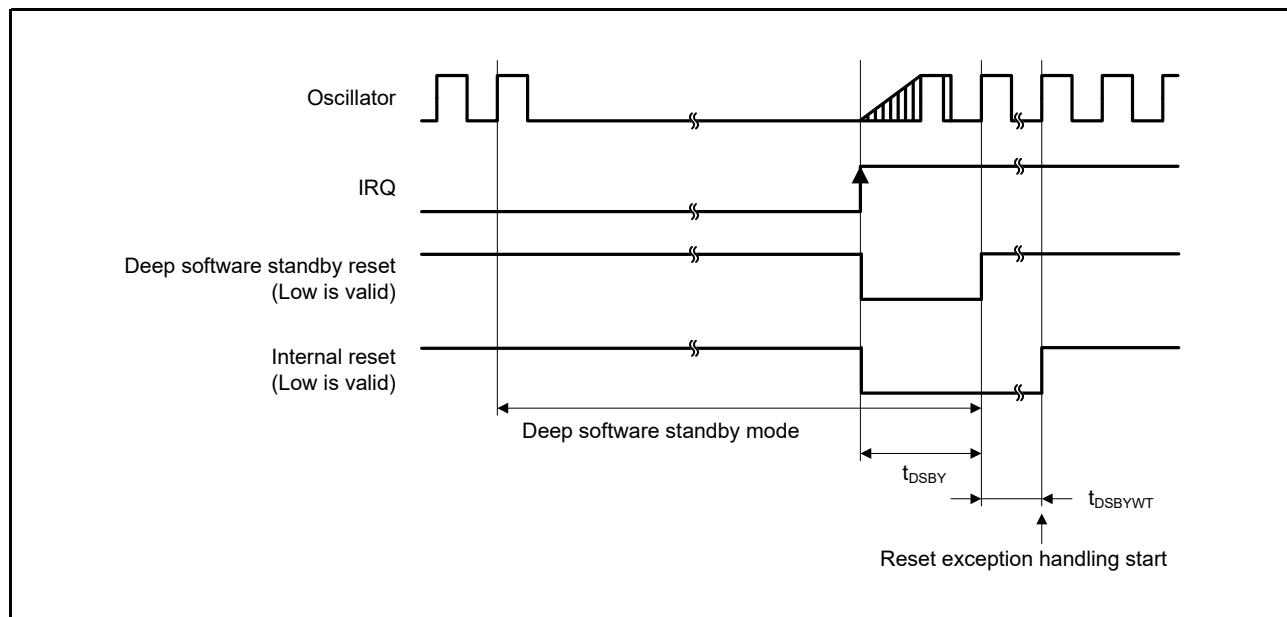 Oscillator
IRQ
Deep software standby reset
(Low is valid)
Internal reset
(Low is valid)
Deep software standby mode
tDSBY
tDSBYWT
Reset exception handling start